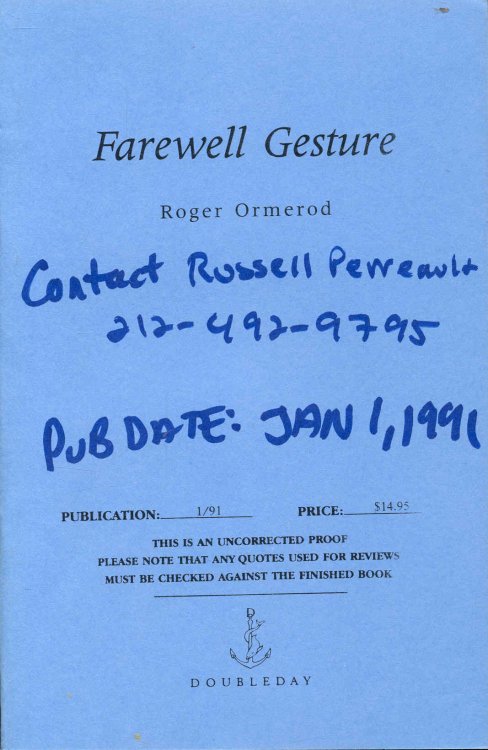 Farewell Gesture
Roger Ormerod
Contact Russell Perreault
212-492-9795
PUB DATE: JAN 1, 1991
PUBLICATION: 1/91 PRICE: $14.95
THIS IS AN UNCORRECTED PROOF
PLEASE NOTE THAT ANY QUOTES USED FOR REVIEWS
MUST BE CHECKED AGAINST THE FINISHED BOOK
DOUBLEDAY